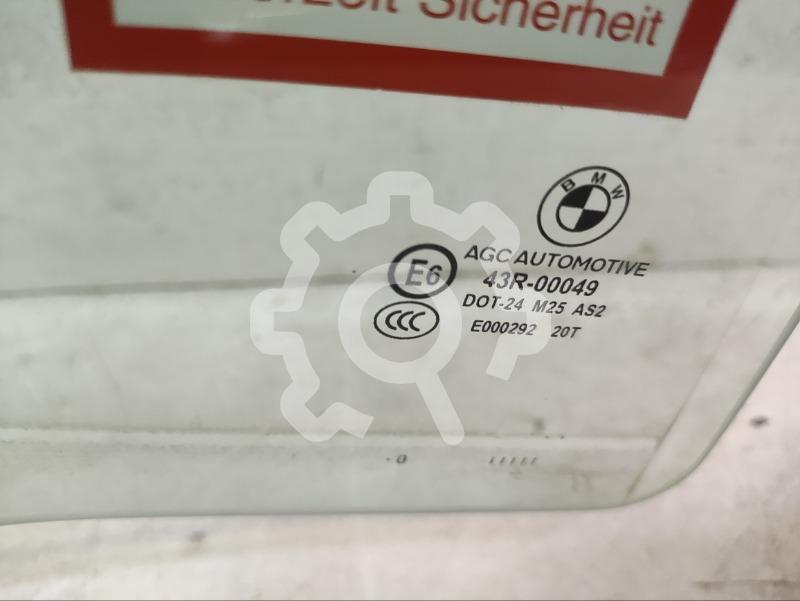 Sicherheit
BMW
AGC AUTOMOTIVE
E6
43R-00049
DOT-24 M25 AS2
CCC
E000292 20T